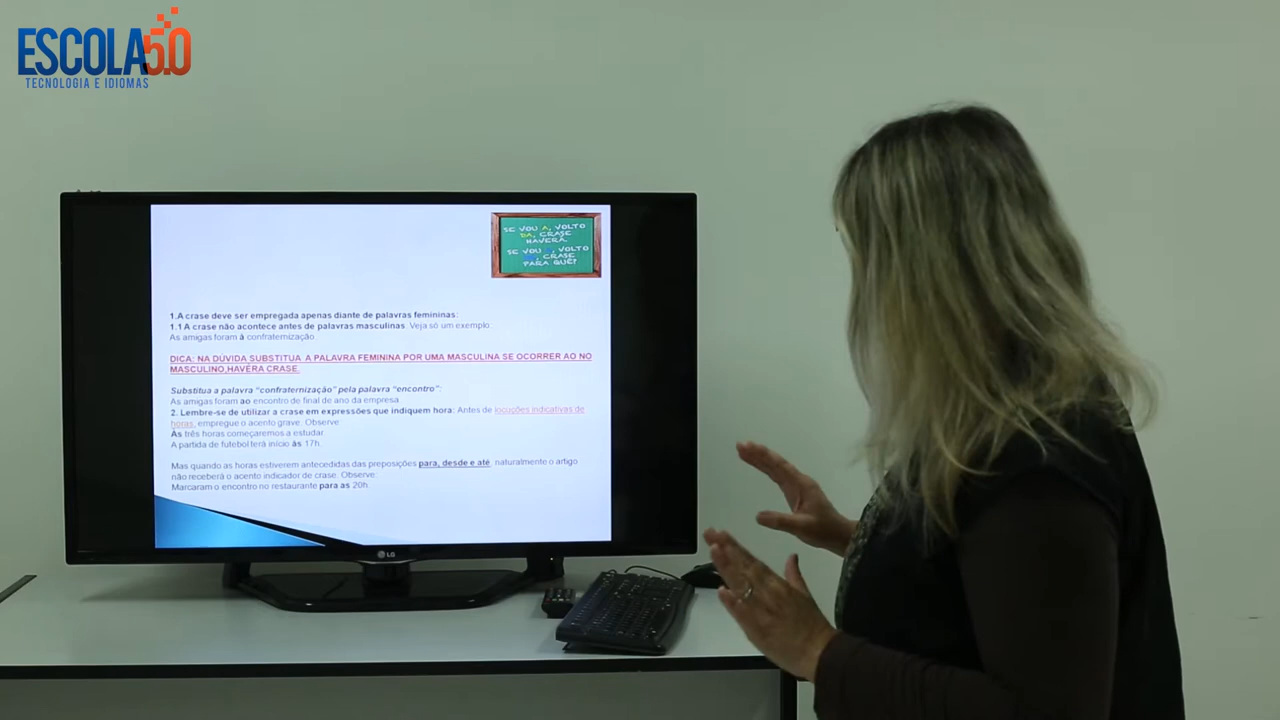 ESCOLA 5.0
TECNOLOGIA E IDIOMAS
SE VOU A, VOLTO
DA, CRASE
HAVERÁ.
SE VOU A, VOLTO
DE, CRASE
PARA QUÊ?
1.A crase deve ser empregada apenas diante de palavras femininas:
1.1 A crase não acontece antes de palavras masculinas. Veja só um exemplo:
As amigas foram à confraternização
DICA: NA DÚVIDA SUBSTITUA A PALAVRA FEMININA POR UMA MASCULINA SE OCORRER AO NO
MASCULINO,HAVERA CRASE.
Substitua a palavra “confraternização” pela palavra “encontro”:
As amigas foram ao encontro de final de ano da empresa.
2. Lembre-se de utilizar a crase em expressões que indiquem hora: Antes de locuções indicativas de
horas, empregue o acento grave. Observe:
Às três horas começaremos a estudar.
A partida de futebol terá início às 17h.
Mas quando as horas estiverem antecedidas das preposições para, desde e até, naturalmente o artigo
não receberá o acento indicador de crase. Observe:
Marcaram o encontro no restaurante para as 20h.
LG